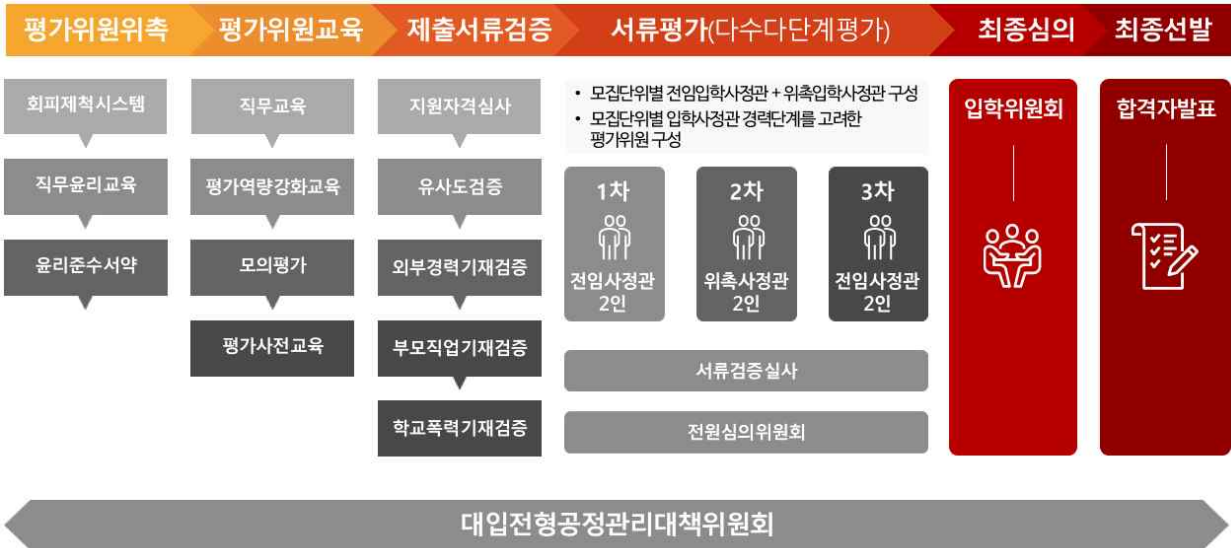 평가위원위촉
평가위원교육
제출서류검증
서류평가(다수다단계평가)
최종심의
최종선발
회피제척시스템
직무윤리교육
윤리준수서약
직무교육
평가역량강화교육
모의평가
평가사전교육
지원자격심사
유사도검증
외부경력기재검증
부모직업기재검증
학교폭력기재검증
• 모집단위별 전임입학사정관 + 위촉입학사정관 구성
• 모집단위별 입학사정관 경력단계를 고려한
평가위원 구성
1차
전임사정관
2인
2차
위촉사정관
2인
3차
전임사정관
2인
서류검증실사
전원심의위원회
입학위원회
합격자발표
대입전형공정관리대책위원회